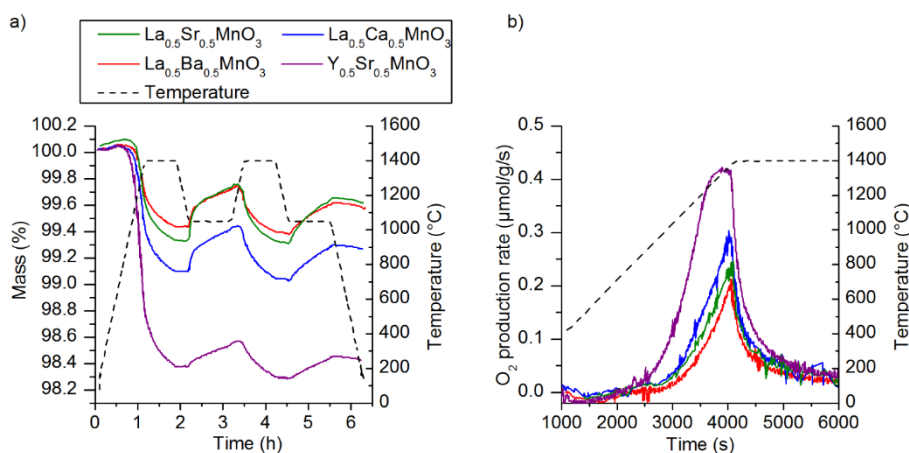 a)
b)
La0.5Sr0.5MnO3
La0.5Ca0.5MnO3
La0.5Ba0.5MnO3
Y0.5Sr0.5MnO3
Temperature
100.2
100.0
99.8
99.6
99.4
99.2
99.0
98.8
98.6
98.4
98.2
Mass (%)
0 1 2 3 4 5 6
Time (h)
1600
1400
1200
1000
800
600
400
200
0
Temperature (°C)
0.5
0.4
0.3
0.2
0.1
0.0
O2 production rate (µmol/g/s)
1000 2000 3000 4000 5000 6000
Time (s)
1600
1400
1200
1000
800
600
400
200
0
Temperature (°C)